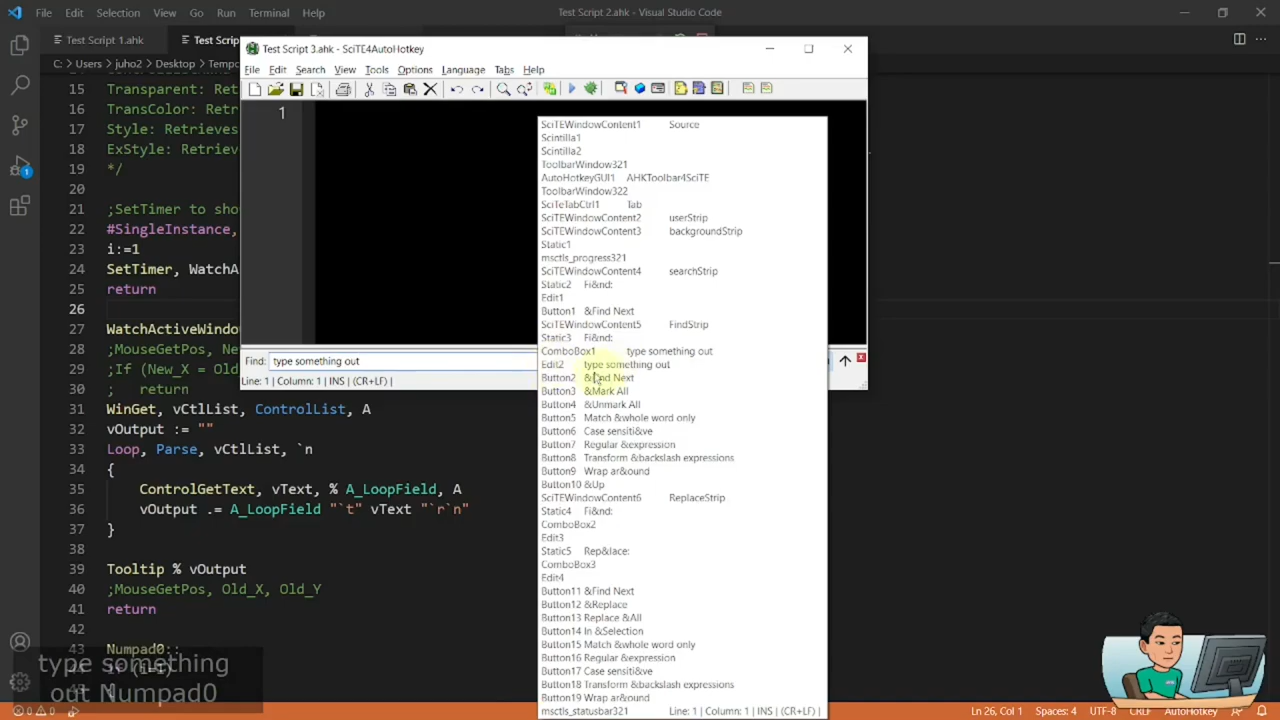 File Edit Selection View Go Run Terminal Help
Test Script 2.ahk - Visual Studio Code
Test Script 1.ahk
Test Scrip
C: > Users > juho2 > Desktop > Tempo
15 Transparent: Ret
16 TransColor: Retr
17 Style: Retrieves
18 ExStyle: Retriev
19 */
20
21 ;SetTimer to show
22 #SingleInstance,
23 i:=1
24 SetTimer, WatchA
25 return
26
27 WatchActiveWindow
28 ;MouseGetPos, Ne
29 ;If (New_X = Old
30 ; return
31 WinGet, vCtlList, ControlList, A
32 vOutput := ""
33 Loop, Parse, vCtlList, `n
34 {
35 ControlGetText, vText, % A_LoopField, A
36 vOutput .= A_LoopField "`t" vText "`r`n"
37 }
38
39 Tooltip % vOutput
40 ;MouseGetPos, Old_X, Old_Y
41 return
42
43 Numpad0::
Test Script 3.ahk - SciTE4AutoHotkey
File Edit Search View Tools Options Language Tabs Help
1
Find: type something out
Line: 1 | Column: 1 | INS | (CR+LF) |
SciTEWindowContent1 Source
Scintilla1
Scintilla2
ToolbarWindow321
AutoHotkeyGUI1 AHKToolbar4SciTE
ToolbarWindow322
SciTeTabCtrl1 Tab
SciTEWindowContent2 userStrip
SciTEWindowContent3 backgroundStrip
Static1
msctls_progress321
SciTEWindowContent4 searchStrip
Static2 Fi&nd:
Edit1
Button1 &Find Next
SciTEWindowContent5 FindStrip
Static3 Fi&nd:
ComboBox1 type something out
Edit2 type something out
Button2 &Find Next
Button3 &Mark All
Button4 &Unmark All
Button5 Match &whole word only
Button6 Case sensiti&ve
Button7 Regular &expression
Button8 Transform &backslash expressions
Button9 Wrap ar&ound
Button10 &Up
SciTEWindowContent6 ReplaceStrip
Static4 Fi&nd:
ComboBox2
Edit3
Static5 Rep&lace:
ComboBox3
Edit4
Button11 &Find Next
Button12 &Replace
Button13 Replace &All
Button14 In &Selection
Button15 Match &whole word only
Button16 Regular &expression
Button17 Case sensiti&ve
Button18 Transform &backslash expressions
Button19 Wrap ar&ound
msctls_statusbar321 Line: 1 | Column: 1 | INS | (CR+LF) |
type something
out Numpad0
0 0
Ln 26, Col 1 Spaces: 4 UTF-8 CRLF AutoHotkey